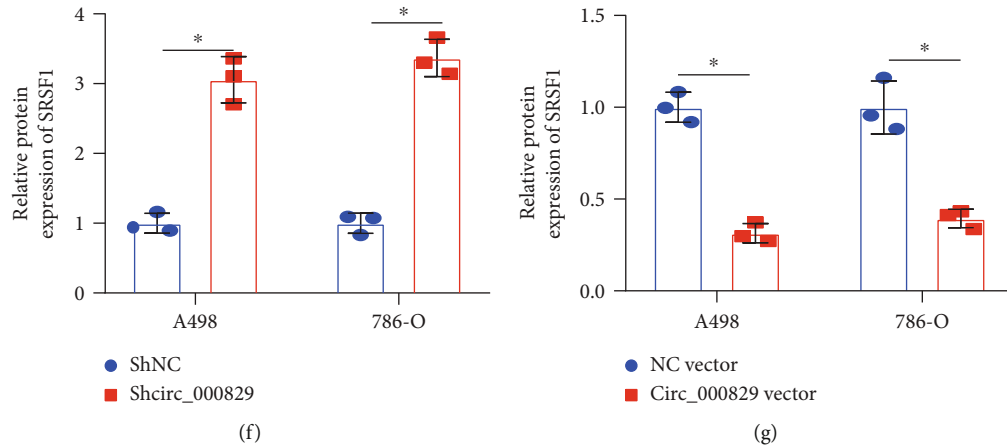 Relative protein
expression of SRSF1
4
3
2
1
0
*
*
A498
786-O
ShNC
Shcirc_000829
(f)
Relative protein
expression of SRSF1
1.5
1.0
0.5
0.0
*
*
A498
786-O
NC vector
Circ_000829 vector
(g)